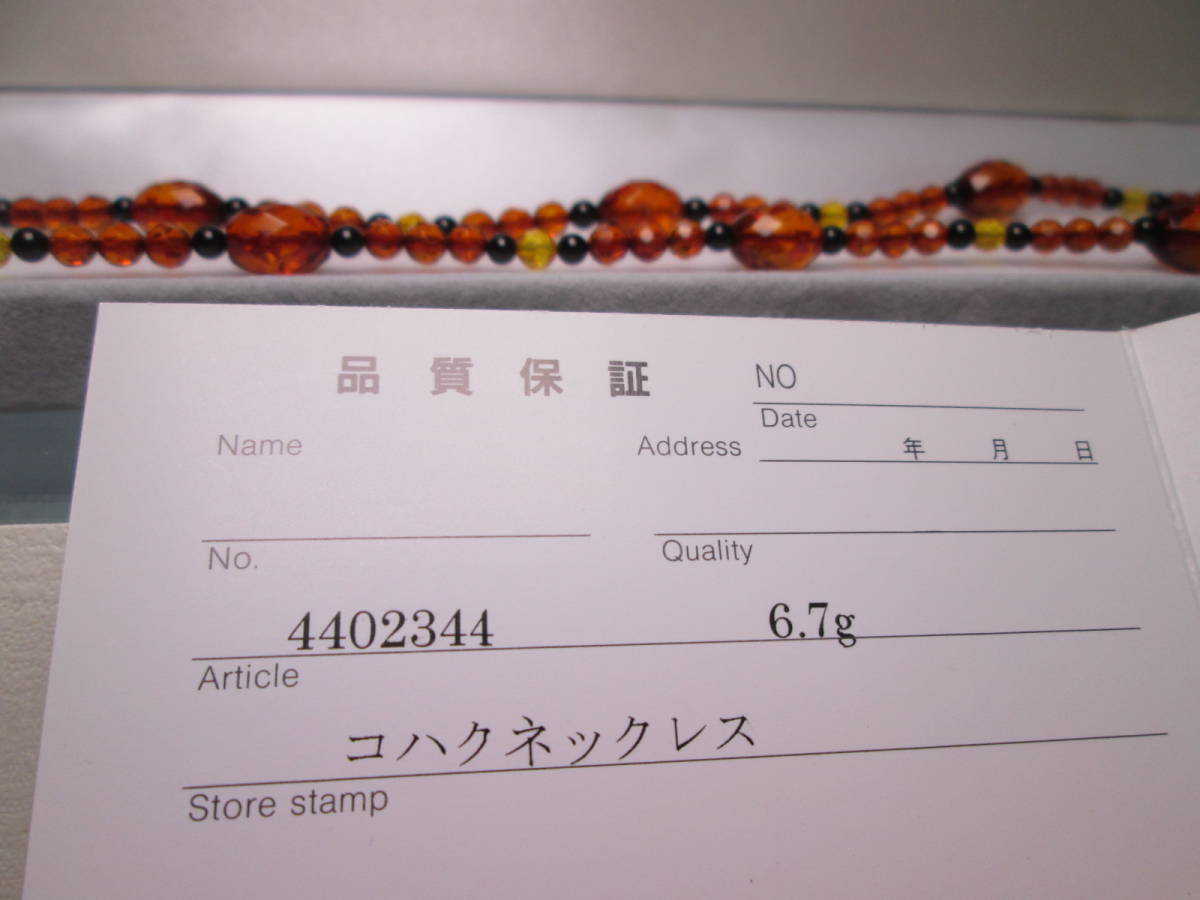 品質保証
NO
Date
年 月 日
Name
Address
No.
Quality
4402344
6.7g
Article
コハクネックレス
Store stamp